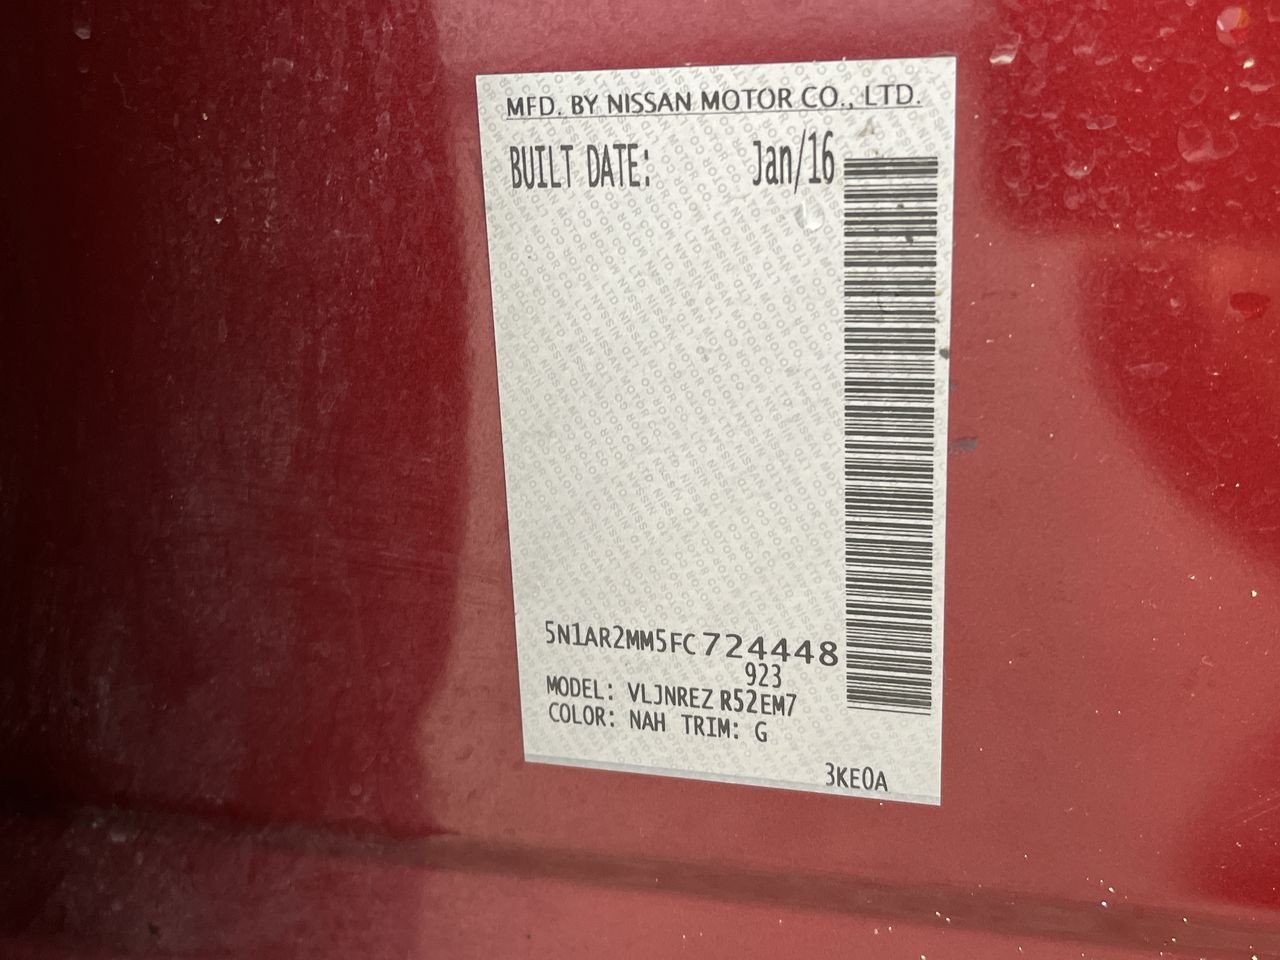 MFD. BY NISSAN MOTOR CO., LTD.
BUILT DATE: Jan/16
5N1AR2MM5FC724448
923
MODEL: VLJNREZ R52EM7
COLOR: NAH TRIM: G
3KE0A